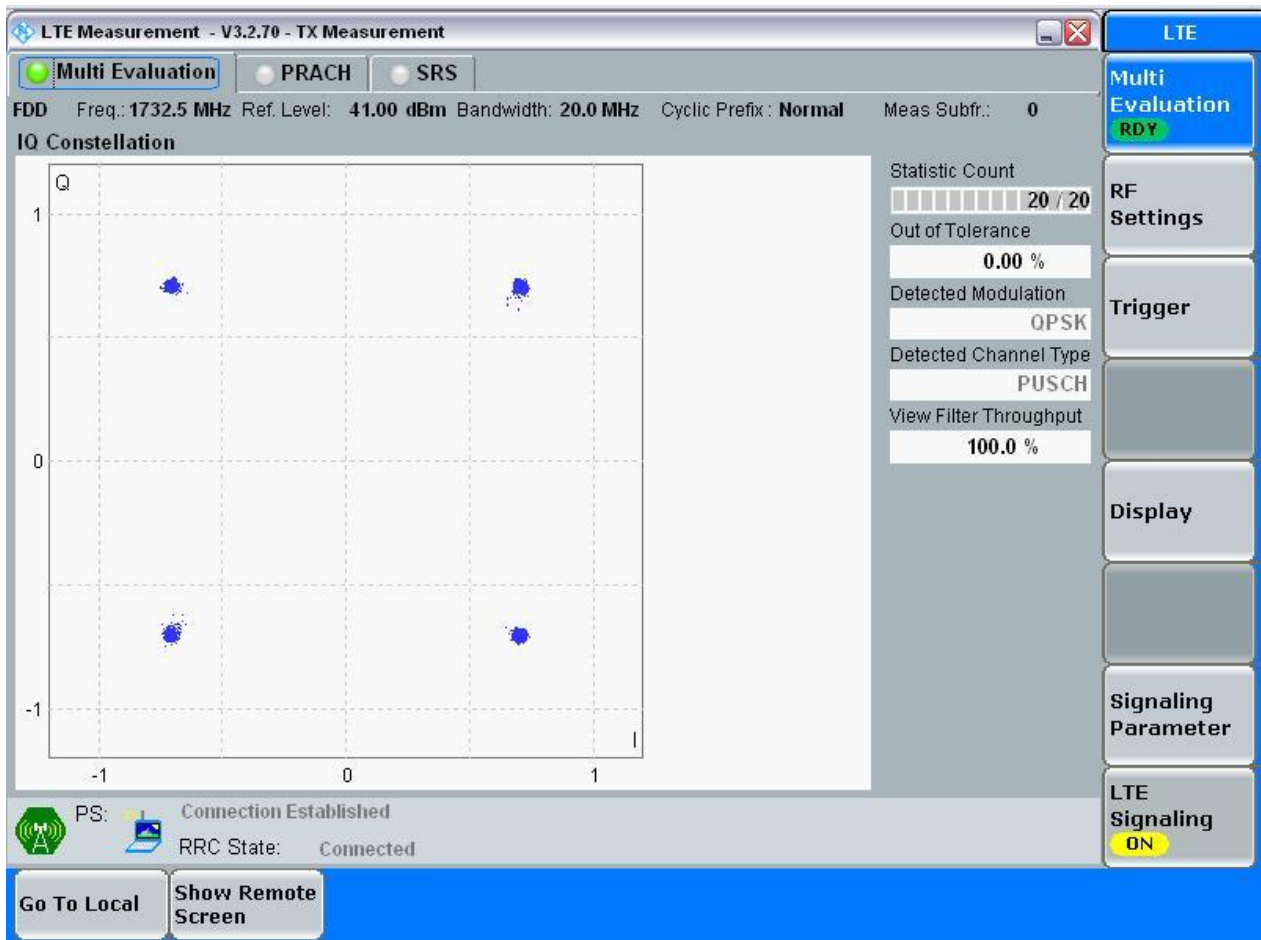 LTE Measurement - V3.2.70 - TX Measurement
LTE
Multi Evaluation PRACH SRS
FDD Freq.: 1732.5 MHz Ref. Level: 41.00 dBm Bandwidth: 20.0 MHz Cyclic Prefix : Normal Meas Subfr.: 0
IQ Constellation
Q
1
0
-1
I
-1 0 1
Statistic Count
20 / 20
Out of Tolerance
0.00 %
Detected Modulation
QPSK
Detected Channel Type
PUSCH
View Filter Throughput
100.0 %
Multi
Evaluation
RDY
RF
Settings
Trigger
Display
Signaling
Parameter
LTE
Signaling
ON
PS: Connection Established
RRC State: Connected
Go To Local
Show Remote
Screen